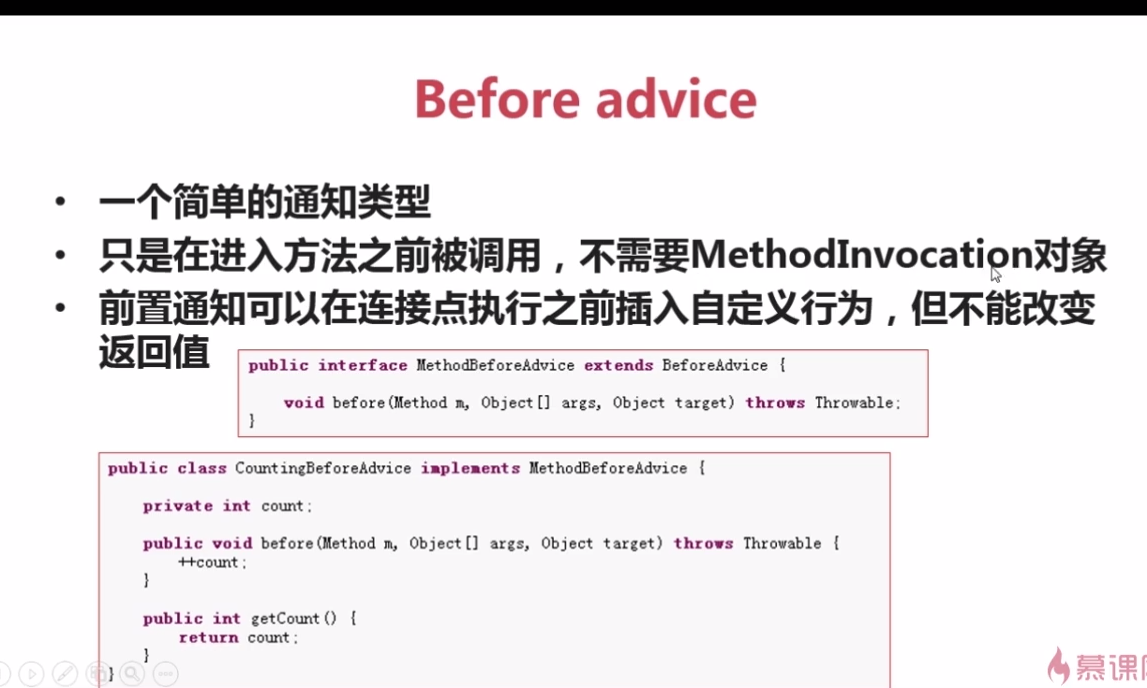 Before advice
• 一个简单的通知类型
• 只是在进入方法之前被调用，不需要MethodInvocation对象
• 前置通知可以在连接点执行之前插入自定义行为，但不能改变
返回值
public interface MethodBeforeAdvice extends BeforeAdvice {
void before(Method m, Object[] args, Object target) throws Throwable;
}
public class CountingBeforeAdvice implements MethodBeforeAdvice {
private int count;
public void before(Method m, Object[] args, Object target) throws Throwable {
++count;
}
public int getCount() {
return count;
}
}
慕课